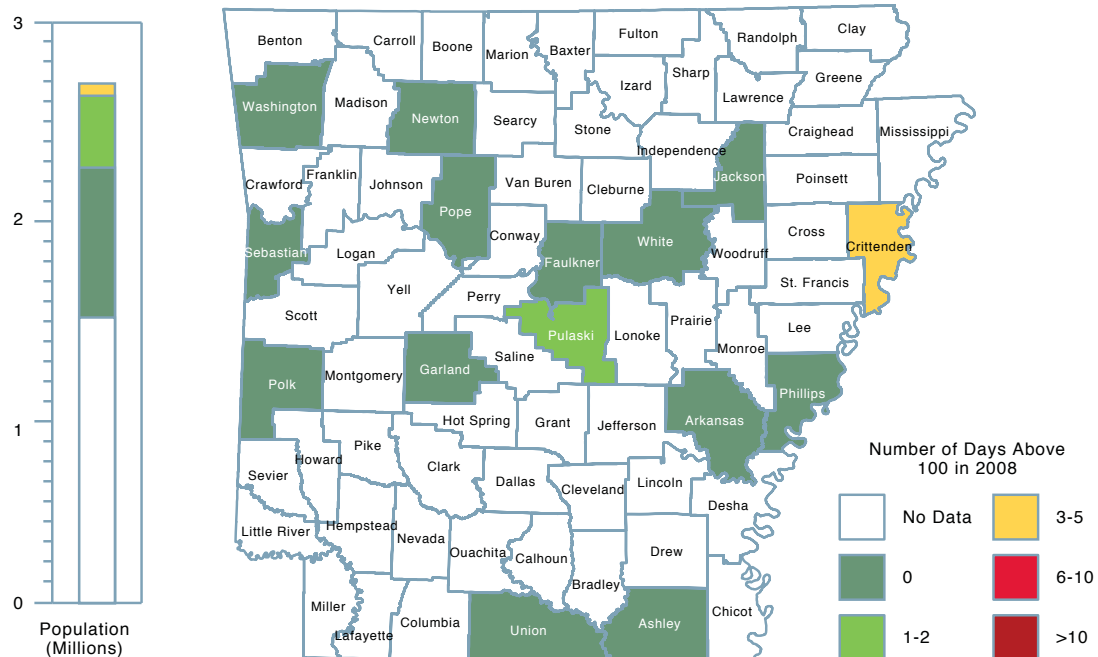 3
2
1
0
Population
(Millions)
Benton
Carroll
Boone
Marion
Baxter
Fulton
Randolph
Clay
Washington
Madison
Newton
Searcy
Stone
Izard
Sharp
Lawrence
Greene
Independence
Craighead
Mississippi
Crawford
Franklin
Johnson
Pope
Van Buren
Cleburne
Jackson
Poinsett
Sebastian
Logan
Conway
Faulkner
White
Woodruff
Cross
Crittenden
Scott
Yell
Perry
Pulaski
Lonoke
Prairie
Monroe
St. Francis
Lee
Polk
Montgomery
Garland
Saline
Hot Spring
Grant
Jefferson
Arkansas
Phillips
Sevier
Howard
Pike
Clark
Dallas
Cleveland
Lincoln
Desha
Little River
Hempstead
Nevada
Ouachita
Calhoun
Bradley
Drew
Miller
Lafayette
Columbia
Union
Ashley
Chicot
Number of Days Above
100 in 2008
No Data
3-5
0
6-10
1-2
>10